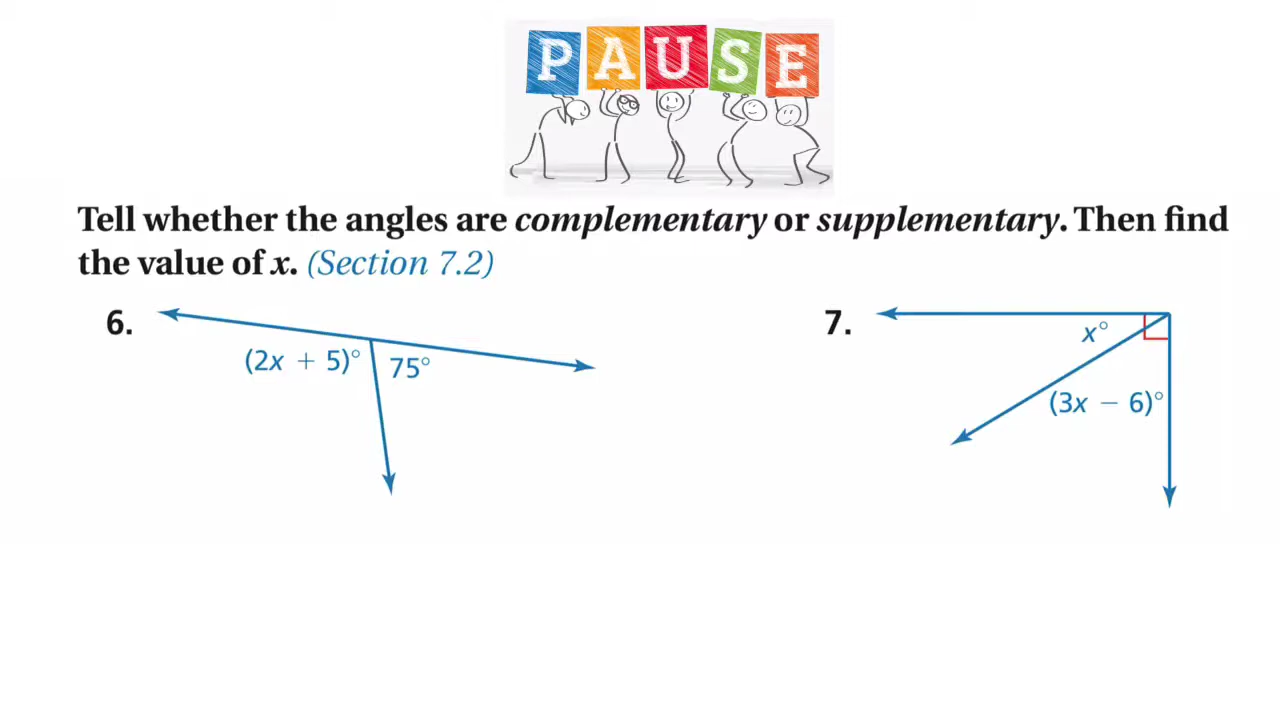 PAUSE
Tell whether the angles are complementary or supplementary. Then find
the value of x. (Section 7.2)
6.
(2x + 5)°
75°
7.
x°
(3x − 6)°